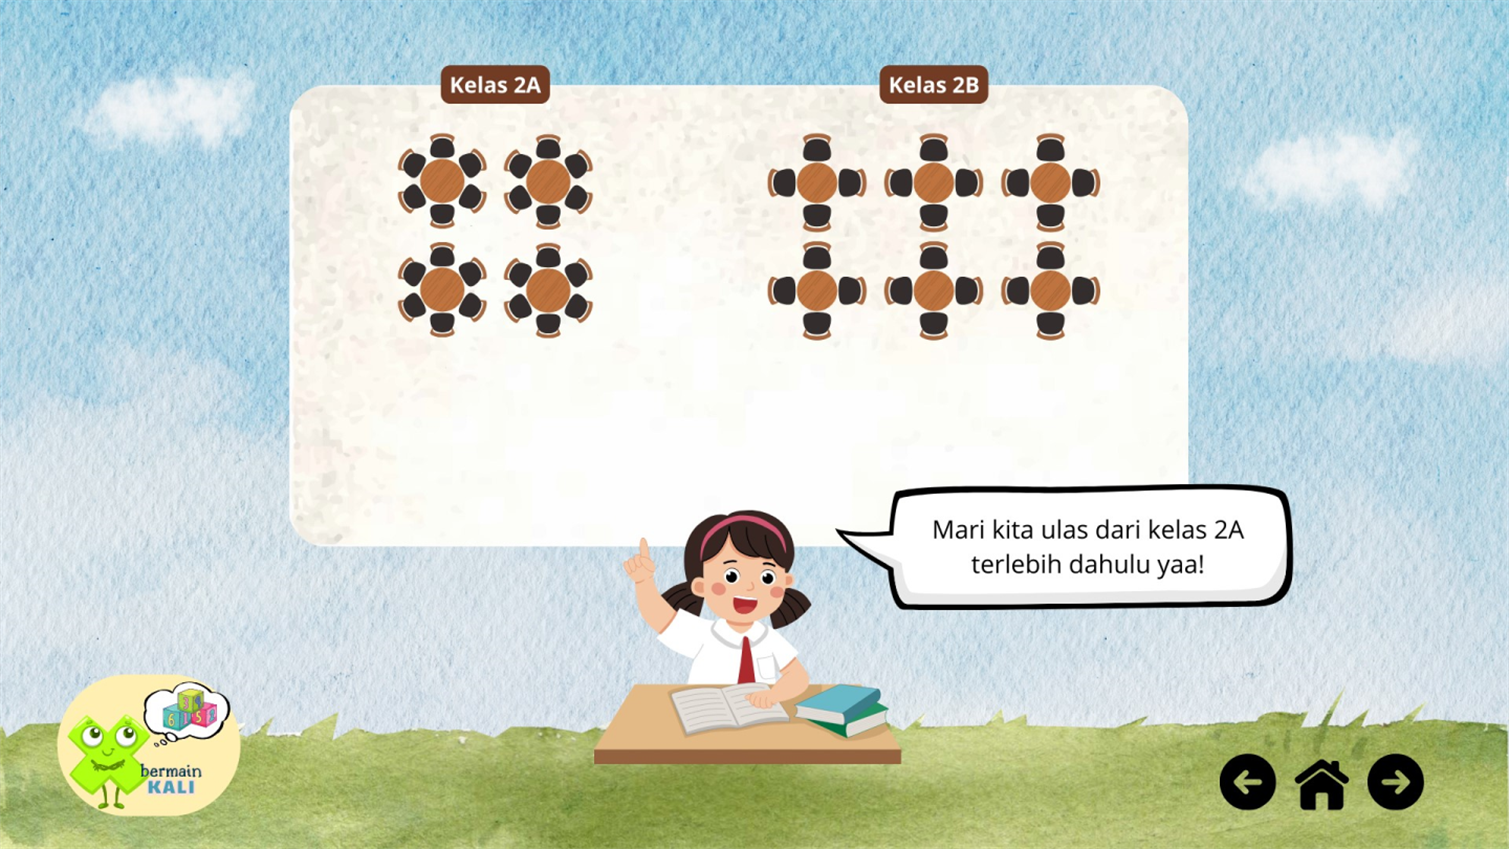 Kelas 2A
Kelas 2B
Mari kita ulas dari kelas 2A
terlebih dahulu yaa!
bermain
KALI